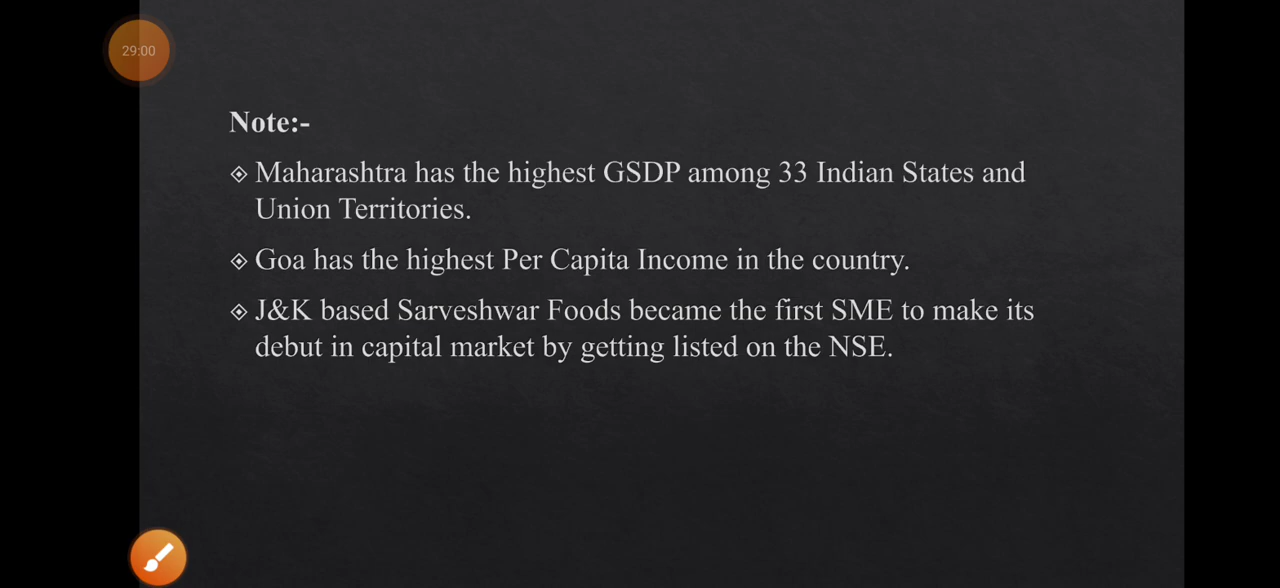 29:00
Note:-
Maharashtra has the highest GSDP among 33 Indian States and
Union Territories.
Goa has the highest Per Capita Income in the country.
J&K based Sarveshwar Foods became the first SME to make its
debut in capital market by getting listed on the NSE.